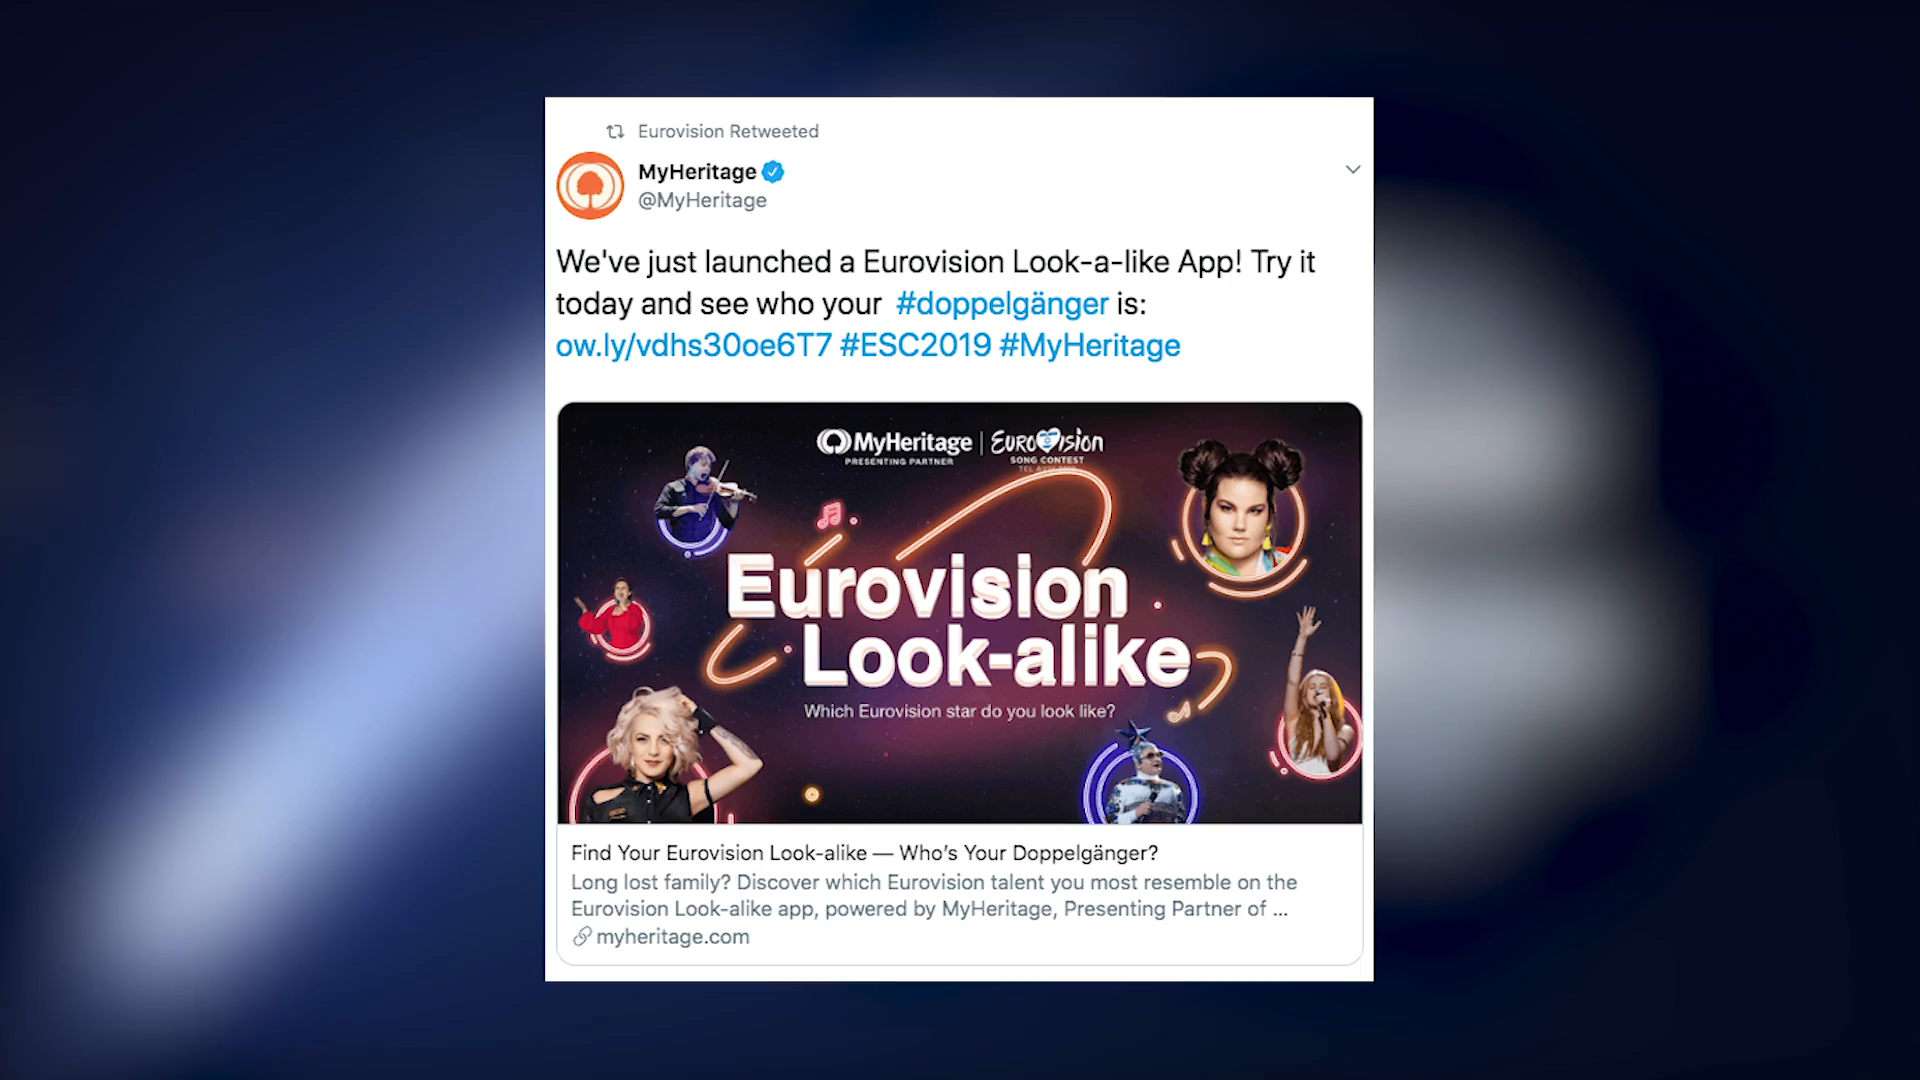 Eurovision Retweeted
MyHeritage
@MyHeritage
We've just launched a Eurovision Look-a-like App! Try it
today and see who your #doppelgänger is:
ow.ly/vdhs30oe6T7 #ESC2019 #MyHeritage
MyHeritage | EUROVISION
PRESENTING PARTNER SONG CONTEST
TEL AVIV 2019
Eurovision
Look-alike
Which Eurovision star do you look like?
Find Your Eurovision Look-alike — Who's Your Doppelgänger?
Long lost family? Discover which Eurovision talent you most resemble on the
Eurovision Look-alike app, powered by MyHeritage, Presenting Partner of ...
myheritage.com